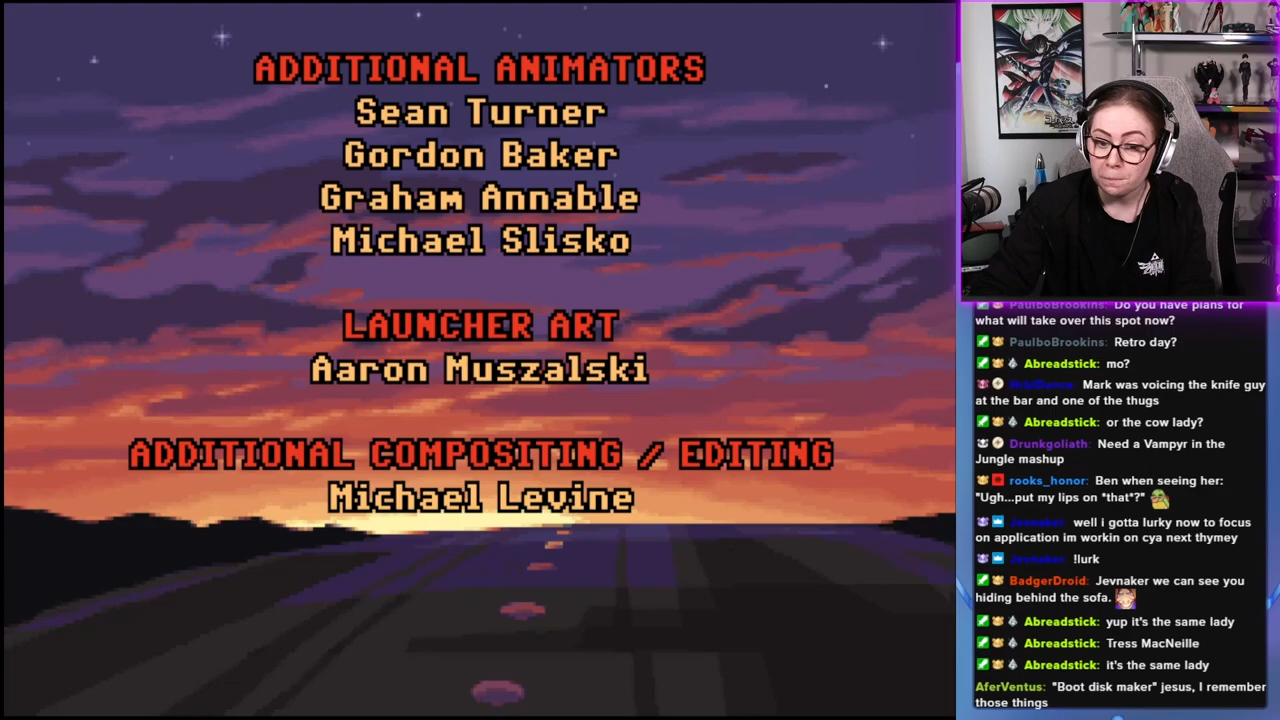 ADDITIONAL ANIMATORS
Sean Turner
Gordon Baker
Graham Annable
Michael Slisko
LAUNCHER ART
Aaron Muszalski
ADDITIONAL COMPOSITING / EDITING
Michael Levine
PaulboBrookins: Do you have plans for
what will take over this spot now?
PaulboBrookins: Retro day?
Abreadstick: mo?
Mark was voicing the knife guy
at the bar and one of the thugs
Abreadstick: or the cow lady?
Drunkgoliath: Need a Vampyr in the
Jungle mashup
rooks_honor: Ben when seeing her:
"Ugh...put my lips on *that*?"
Jevnaker: well i gotta lurky now to focus
on application im workin on cya next thymey
Jevnaker: !lurk
BadgerDroid: Jevnaker we can see you
hiding behind the sofa.
Abreadstick: yup it's the same lady
Abreadstick: Tress MacNeille
Abreadstick: it's the same lady
AferVentus: "Boot disk maker" jesus, I remember
those things